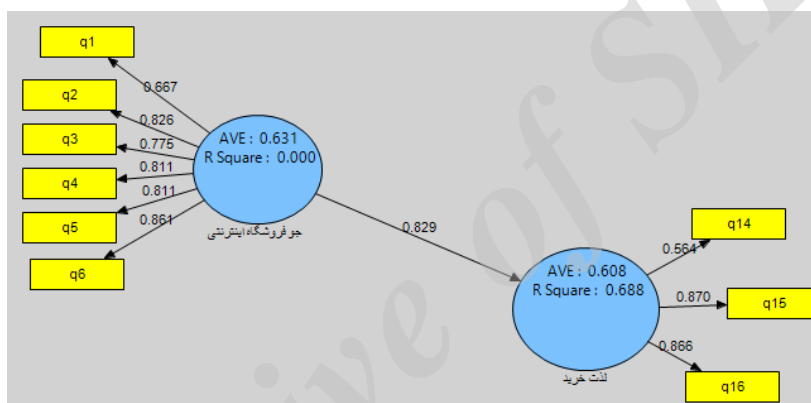 q1
0.667
q2
0.826
q3
0.775
q4
0.811
q5
0.811
q6
0.861
AVE : 0.631
R Square : 0.000
جو فروشگاه اینترنتی
0.829
AVE : 0.608
R Square : 0.688
لذت خرید
q14
0.564
q15
0.870
q16
0.866